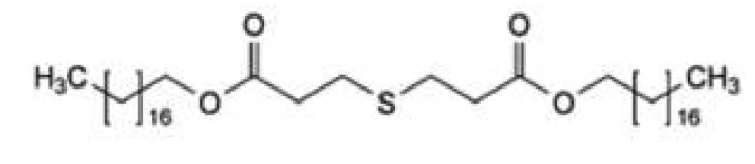 O O
H₃C O S O CH₃
16 16